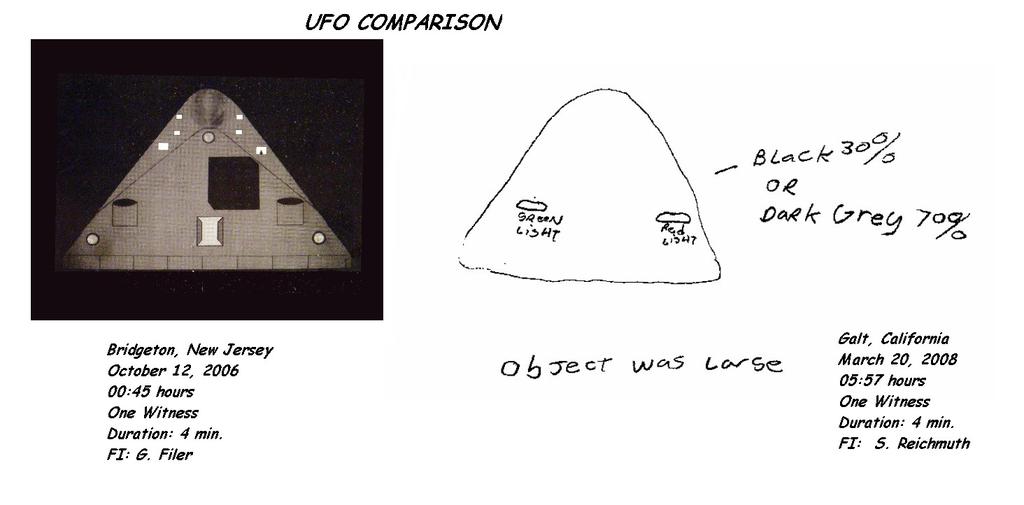 UFO COMPARISON
GREEN
LIGHT
Red
LIGHT
BLack 30%
OR
Dark Grey 70%
Object was Large
Bridgeton, New Jersey
October 12, 2006
00:45 hours
One Witness
Duration: 4 min.
FI: G. Filer
Galt, California
March 20, 2008
05:57 hours
One Witness
Duration: 4 min.
FI: S. Reichmuth